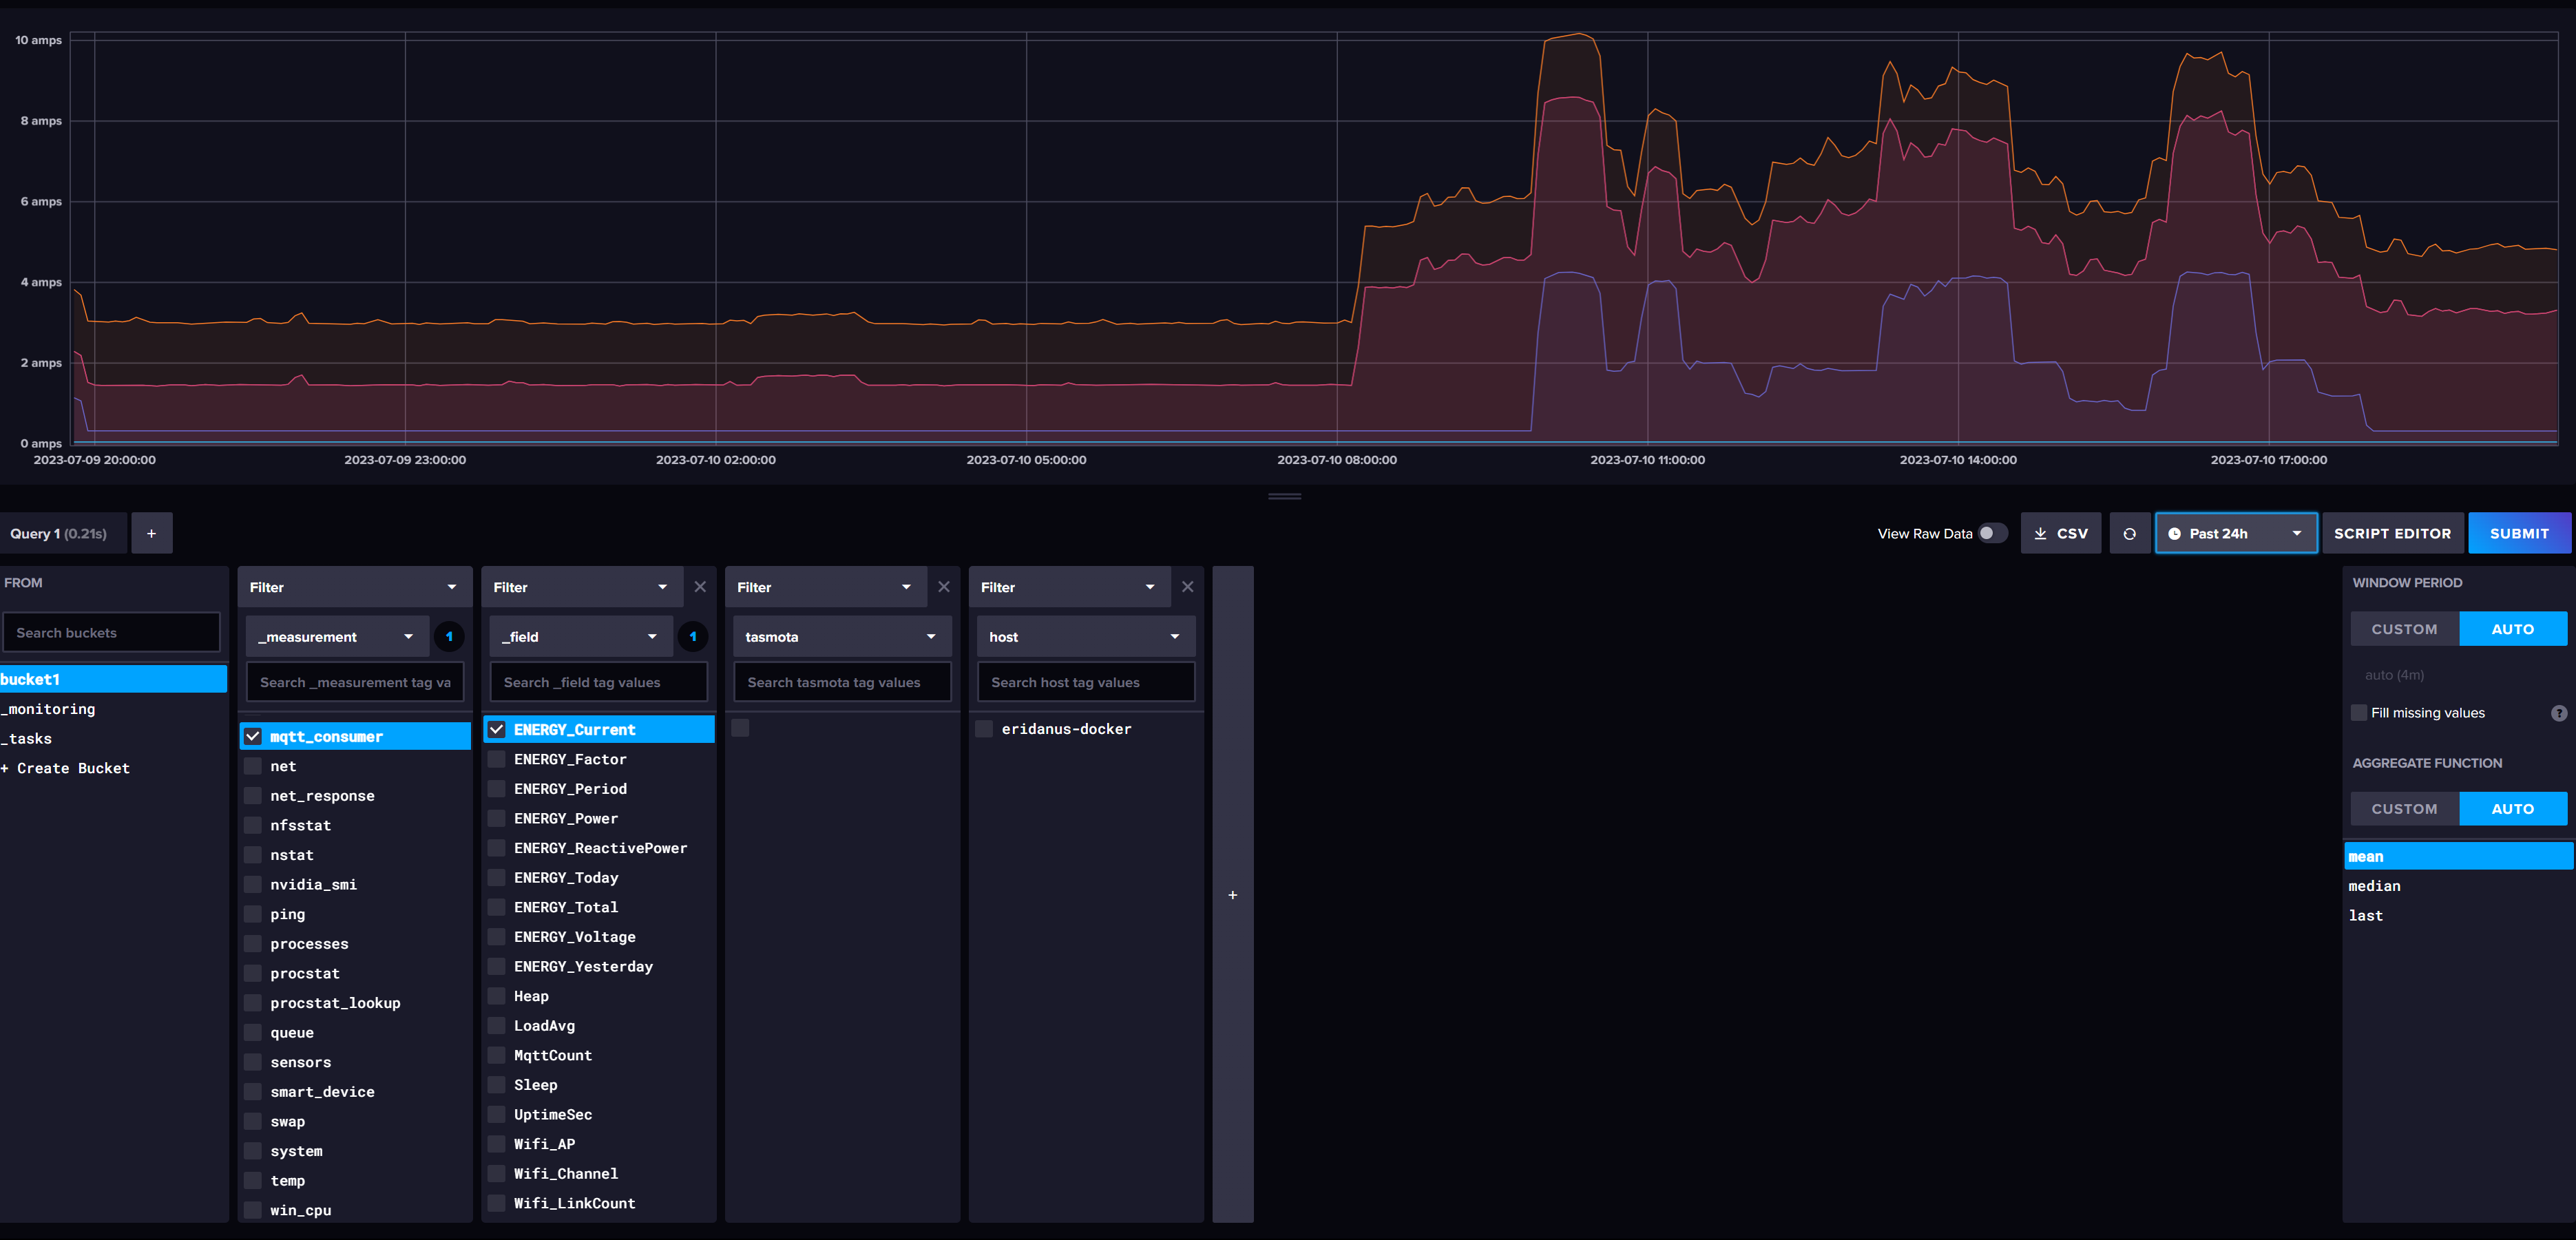 10 amps
8 amps
6 amps
4 amps
2 amps
0 amps
2023-07-09 20:00:00
2023-07-09 23:00:00
2023-07-10 02:00:00
2023-07-10 05:00:00
2023-07-10 08:00:00
2023-07-10 11:00:00
2023-07-10 14:00:00
2023-07-10 17:00:00
Query 1 (0.21s)
+
View Raw Data
CSV
Past 24h
SCRIPT EDITOR
SUBMIT
FROM
Search buckets
bucket1
_monitoring
_tasks
+ Create Bucket
Filter
_measurement
1
Search _measurement tag va
mqtt_consumer
net
net_response
nfsstat
nstat
nvidia_smi
ping
processes
procstat
procstat_lookup
queue
sensors
smart_device
swap
system
temp
win_cpu
Filter
_field
1
Search _field tag values
ENERGY_Current
ENERGY_Factor
ENERGY_Period
ENERGY_Power
ENERGY_ReactivePower
ENERGY_Today
ENERGY_Total
ENERGY_Voltage
ENERGY_Yesterday
Heap
LoadAvg
MqttCount
Sleep
UptimeSec
Wifi_AP
Wifi_Channel
Wifi_LinkCount
Filter
tasmota
Search tasmota tag values
Filter
host
Search host tag values
eridanus-docker
+
WINDOW PERIOD
CUSTOM
AUTO
auto (4m)
Fill missing values
?
AGGREGATE FUNCTION
CUSTOM
AUTO
mean
median
last